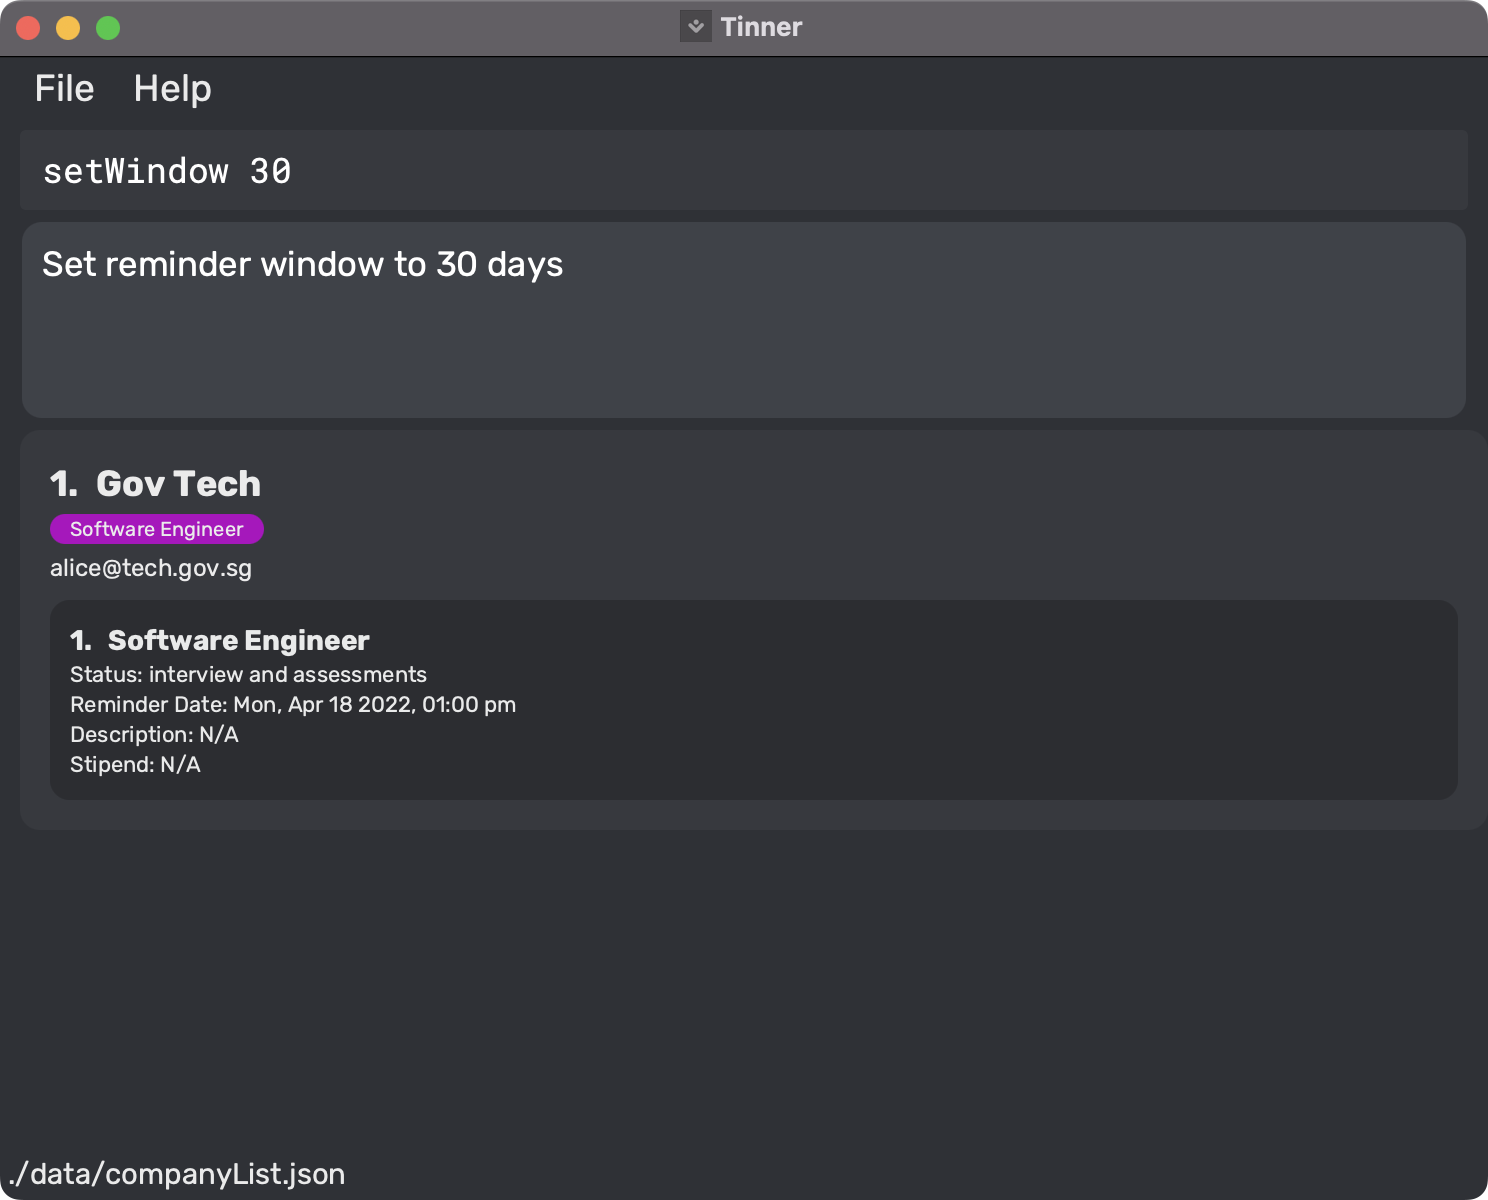 Tinner
File Help
setWindow 30
Set reminder window to 30 days
1. Gov Tech
Software Engineer
alice@tech.gov.sg
1. Software Engineer
Status: interview and assessments
Reminder Date: Mon, Apr 18 2022, 01:00 pm
Description: N/A
Stipend: N/A
./data/companyList.json